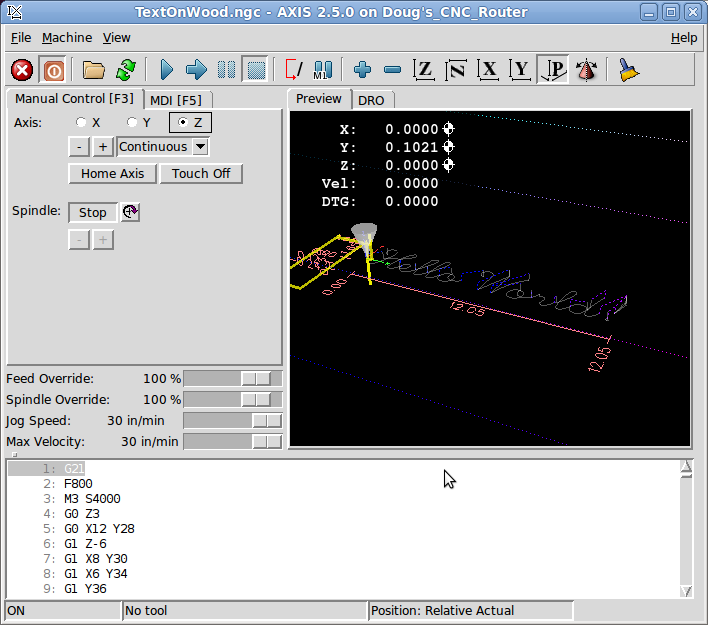 TextOnWood.ngc - AXIS 2.5.0 on Doug's_CNC_Router
File Machine View Help
M1 Z N X Y P
Manual Control [F3] MDI [F5] Preview DRO
Axis: X Y Z
- + Continuous
Home Axis Touch Off
Spindle: Stop
- +
X: 0.0000
Y: 0.1021
Z: 0.0000
Vel: 0.0000
DTG: 0.0000
Hello World!
0.00 12.05 12.05
Feed Override: 100 %
Spindle Override: 100 %
Jog Speed: 30 in/min
Max Velocity: 30 in/min
1: G21
2: F800
3: M3 S4000
4: G0 Z3
5: G0 X12 Y28
6: G1 Z-6
7: G1 X8 Y30
8: G1 X6 Y34
9: G1 Y36
ON No tool Position: Relative Actual